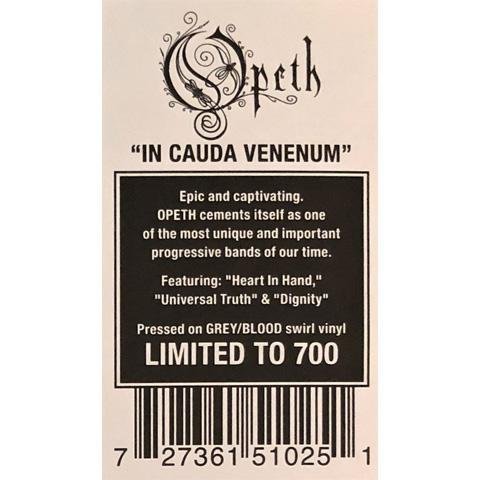 Opeth
"IN CAUDA VENENUM"
Epic and captivating.
OPETH cements itself as one
of the most unique and important
progressive bands of our time.
Featuring: "Heart In Hand,"
"Universal Truth" & "Dignity"
Pressed on GREY/BLOOD swirl vinyl
LIMITED TO 700
7 27361 51025 1